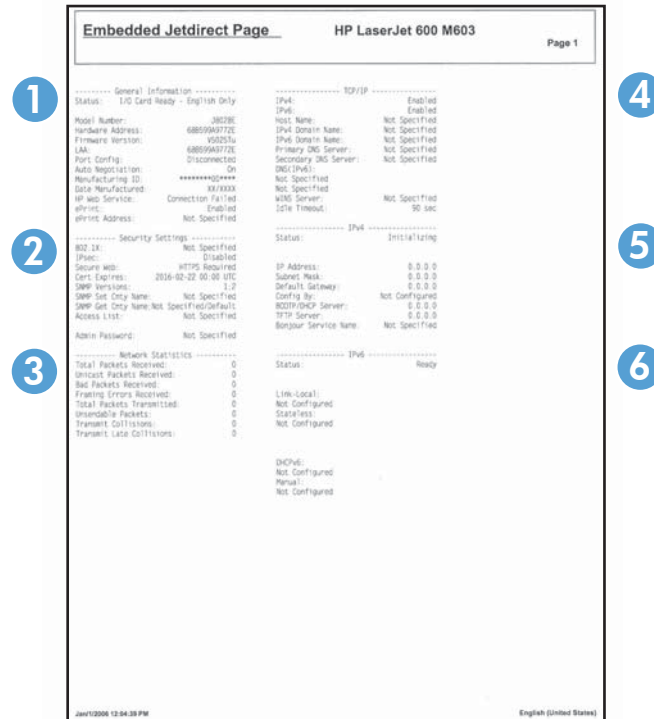 Embedded Jetdirect Page
HP LaserJet 600 M603
Page 1
1
--------- General Information ----------
Status: I/O Card Ready - English Only
Model Number: J8028E
Hardware Address: 68B599A9772E
Firmware Version: V5025Tu
LAA: 68B599A9772E
Port Config: Disconnected
Auto Negotiation: On
Manufacturing ID: ********00****
Date Manufactured: XX/XXXX
HP Web Service: Connection Failed
ePrint: Enabled
ePrint Address: Not Specified
2
---------- Security Settings ----------
802.1X: Not Specified
IPsec: Disabled
Secure Web: HTTPS Required
Cert Expires: 2016-02-22 00:00 UTC
SNMP Versions: 1;2
SNMP Set Cmty Name: Not Specified
SNMP Get Cmty Name: Not Specified/Default
Access List: Not Specified
Admin Password: Not Specified
3
---------- Network Statistics ----------
Total Packets Received: 0
Unicast Packets Received: 0
Bad Packets Received: 0
Framing Errors Received: 0
Total Packets Transmitted: 0
Unsendable Packets: 0
Transmit Collisions: 0
Transmit Late Collisions: 0
4
----------------- TCP/IP -----------------
IPv4: Enabled
IPv6: Enabled
Host Name: Not Specified
IPv4 Domain Name: Not Specified
IPv6 Domain Name: Not Specified
Primary DNS Server: Not Specified
Secondary DNS Server: Not Specified
DNS(IPv6):
Not Specified
Not Specified
WINS Server: Not Specified
Idle Timeout: 90 sec
5
------------------ IPv4 ------------------
Status: Initializing
IP Address: 0.0.0.0
Subnet Mask: 0.0.0.0
Default Gateway: 0.0.0.0
Config By: Not Configured
BOOTP/DHCP Server: 0.0.0.0
TFTP Server: 0.0.0.0
Bonjour Service Name: Not Specified
6
------------------ IPv6 ------------------
Status: Ready
Link-Local:
Not Configured
Stateless:
Not Configured
DHCPv6:
Not Configured
Manual:
Not Configured
Jan/1/2006 12:04:39 PM
English (United States)